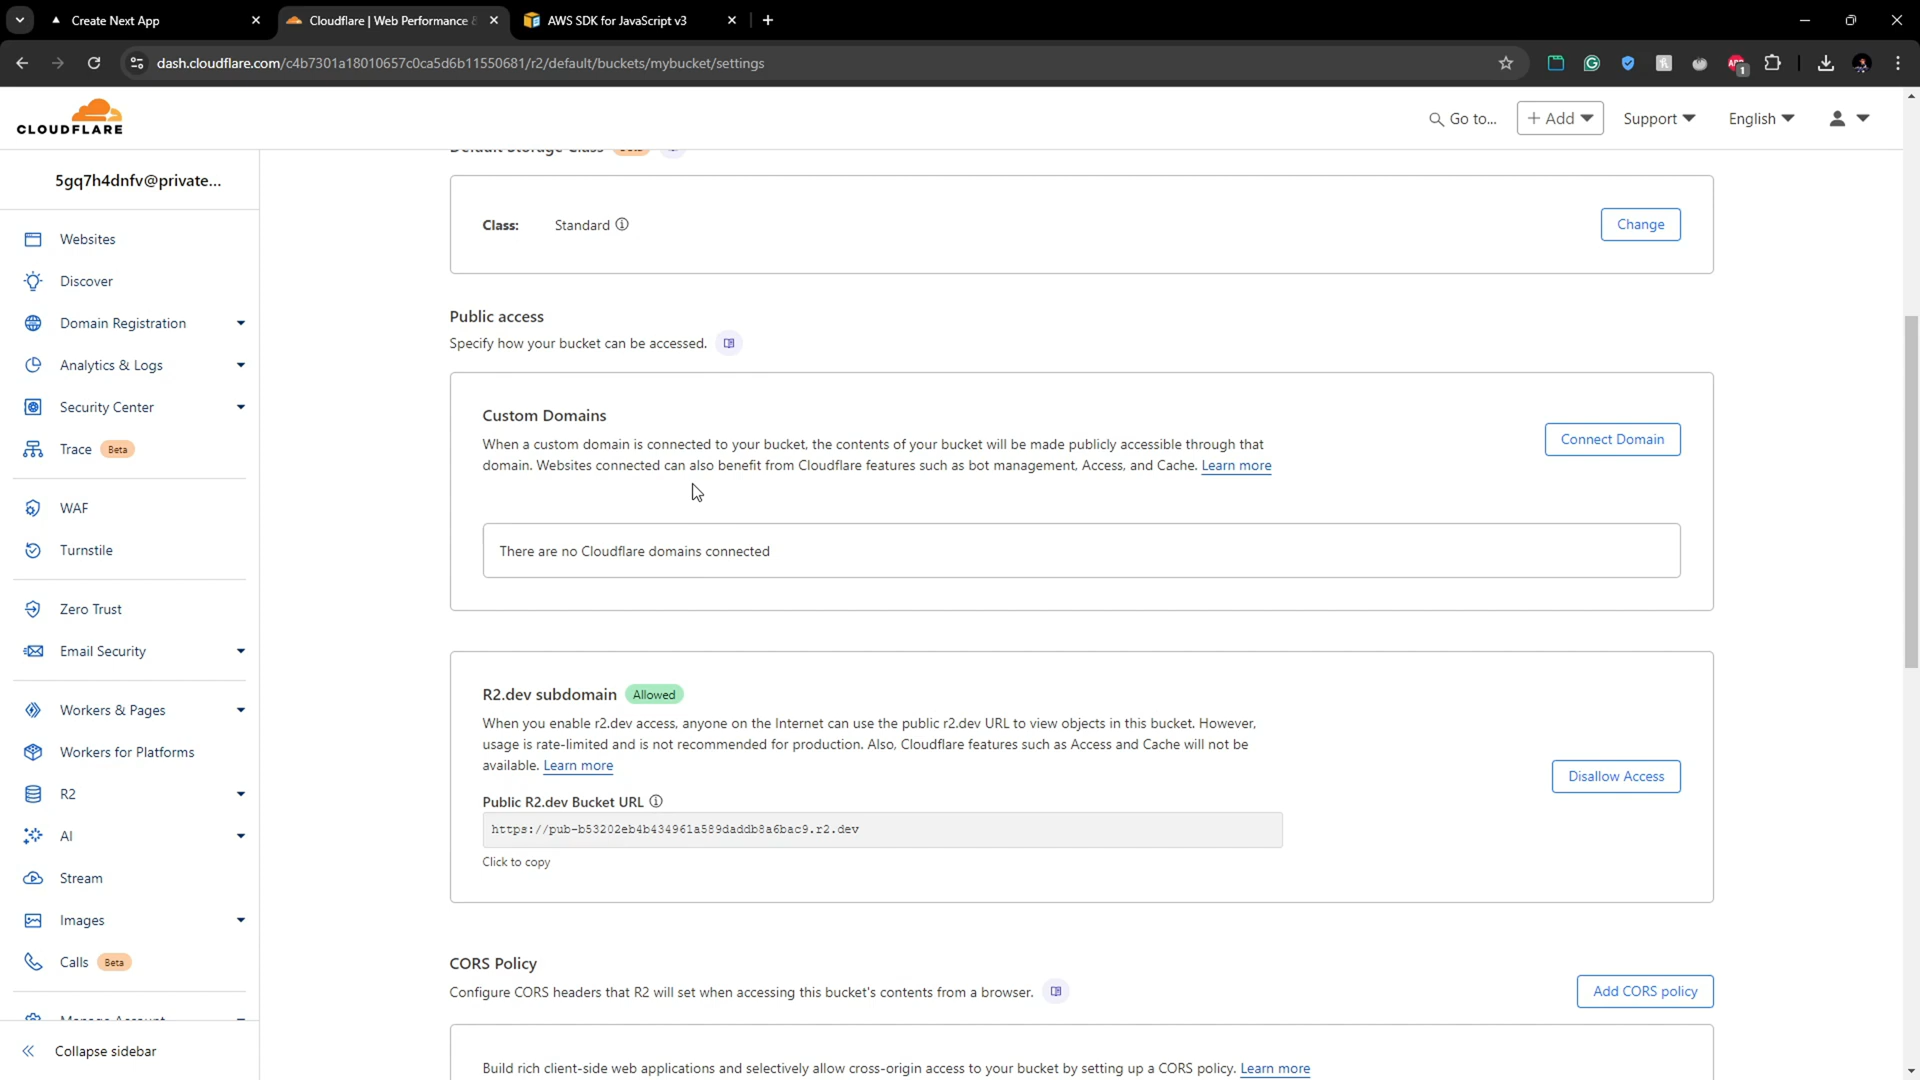 Create Next App
Cloudflare | Web Performance &
AWS SDK for JavaScript v3
dash.cloudflare.com/c4b7301a18010657c0ca5d6b11550681/r2/default/buckets/mybucket/settings
1
CLOUDFLARE
Go to...
+ Add
Support
English
5gq7h4dnfv@private...
Websites
Discover
Domain Registration
Analytics & Logs
Security Center
Trace Beta
WAF
Turnstile
Zero Trust
Email Security
Workers & Pages
Workers for Platforms
R2
AI
Stream
Images
Calls Beta
Manage Account
Collapse sidebar
Default Storage Class Beta
Class: Standard
Change
Public access
Specify how your bucket can be accessed.
Custom Domains
When a custom domain is connected to your bucket, the contents of your bucket will be made publicly accessible through that
domain. Websites connected can also benefit from Cloudflare features such as bot management, Access, and Cache. Learn more
Connect Domain
There are no Cloudflare domains connected
R2.dev subdomain Allowed
When you enable r2.dev access, anyone on the Internet can use the public r2.dev URL to view objects in this bucket. However,
usage is rate-limited and is not recommended for production. Also, Cloudflare features such as Access and Cache will not be
available. Learn more
Disallow Access
Public R2.dev Bucket URL
https://pub-b53202eb4b434961a589daddb8a6bac9.r2.dev
Click to copy
CORS Policy
Configure CORS headers that R2 will set when accessing this bucket's contents from a browser.
Add CORS policy
Build rich client-side web applications and selectively allow cross-origin access to your bucket by setting up a CORS policy. Learn more